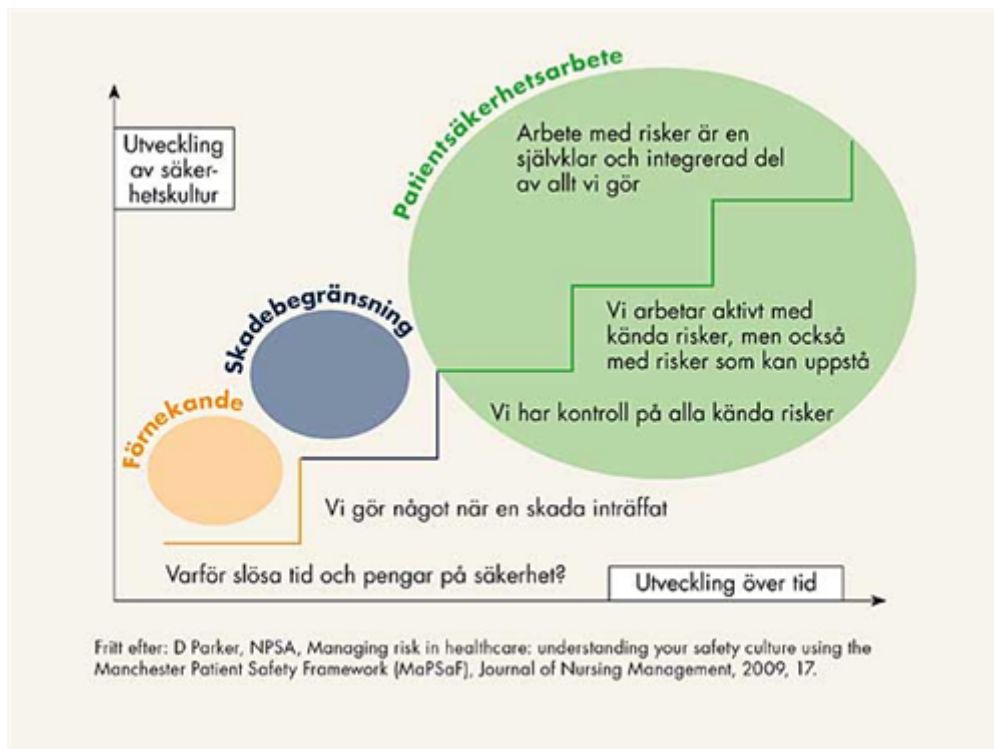 Patientsäkerhetsarbete
Utveckling
av säker-
hetskultur
Arbete med risker är en
självklar och integrerad del
av allt vi gör
Skadebegränsning
Vi arbetar aktivt med
kända risker, men också
med risker som kan uppstå
Förnekande
Vi har kontroll på alla kända risker
Vi gör något när en skada inträffat
Varför slösa tid och pengar på säkerhet?
Utveckling över tid
Fritt efter: D Parker, NPSA, Managing risk in healthcare: understanding your safety culture using the
Manchester Patient Safety Framework (MaPSaF), Journal of Nursing Management, 2009, 17.